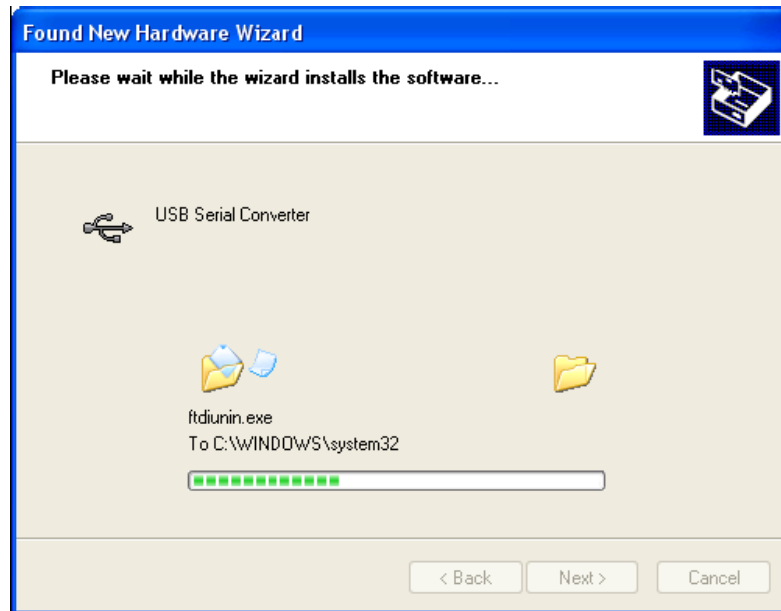 Found New Hardware Wizard
Please wait while the wizard installs the software...
USB Serial Converter
ftdiunin.exe
To C:\WINDOWS\system32
< Back Next > Cancel